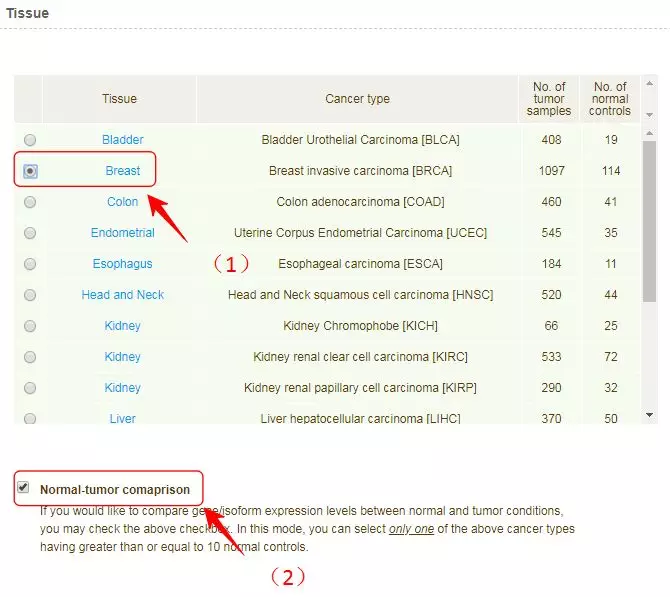 Tissue
Tissue Cancer type No. of tumor samples No. of normal controls
Bladder Bladder Urothelial Carcinoma [BLCA] 408 19
Breast Breast invasive carcinoma [BRCA] 1097 114
Colon Colon adenocarcinoma [COAD] 460 41
Endometrial Uterine Corpus Endometrial Carcinoma [UCEC] 545 35
(1)
Esophagus Esophageal carcinoma [ESCA] 184 11
Head and Neck Head and Neck squamous cell carcinoma [HNSC] 520 44
Kidney Kidney Chromophobe [KICH] 66 25
Kidney Kidney renal clear cell carcinoma [KIRC] 533 72
Kidney Kidney renal papillary cell carcinoma [KIRP] 290 32
Liver Liver hepatocellular carcinoma [LIHC] 370 50
Normal-tumor comaprison
If you would like to compare gene/isoform expression levels between normal and tumor conditions,
you may check the above checkbox. In this mode, you can select only one of the above cancer types
having greater than or equal to 10 normal controls.
(2)